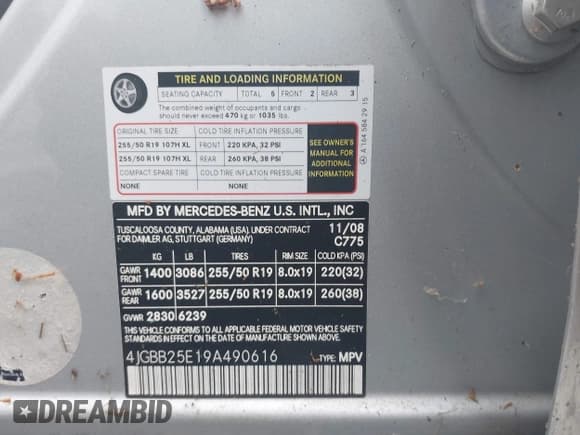 TIRE AND LOADING INFORMATION
SEATING CAPACITY TOTAL 5 FRONT 2 REAR 3
The combined weight of occupants and cargo
should never exceed 470 kg or 1035 lbs.
ORIGINAL TIRE SIZE COLD TIRE INFLATION PRESSURE
255/50 R19 107H XL FRONT 220 KPA, 32 PSI
255/50 R19 107H XL REAR 260 KPA, 38 PSI
COMPACT SPARE TIRE COLD TIRE INFLATION PRESSURE
NONE NONE
SEE OWNER'S
MANUAL FOR
ADDITIONAL
INFORMATION
A 164 584 29 15
MFD BY MERCEDES-BENZ U.S. INTL., INC
TUSCALOOSA COUNTY, ALABAMA (USA), UNDER CONTRACT
FOR DAIMLER AG, STUTTGART (GERMANY)
11/08
C775
KG LB TIRES RIM SIZE COLD KPA (PSI)
GAWR
FRONT 1400 3086 255/50 R19 8.0x19 220(32)
GAWR
REAR 1600 3527 255/50 R19 8.0x19 260(38)
GVWR 2830 6239
THIS VEHICLE CONFORMS TO ALL APPLICABLE FEDERAL MOTOR VEHICLE SAFETY
STANDARDS IN EFFECT ON THE DATE OF MANUFACTURE SHOWN ABOVE.
4JGBB25E19A490616 TYPE: MPV
DREAMBID